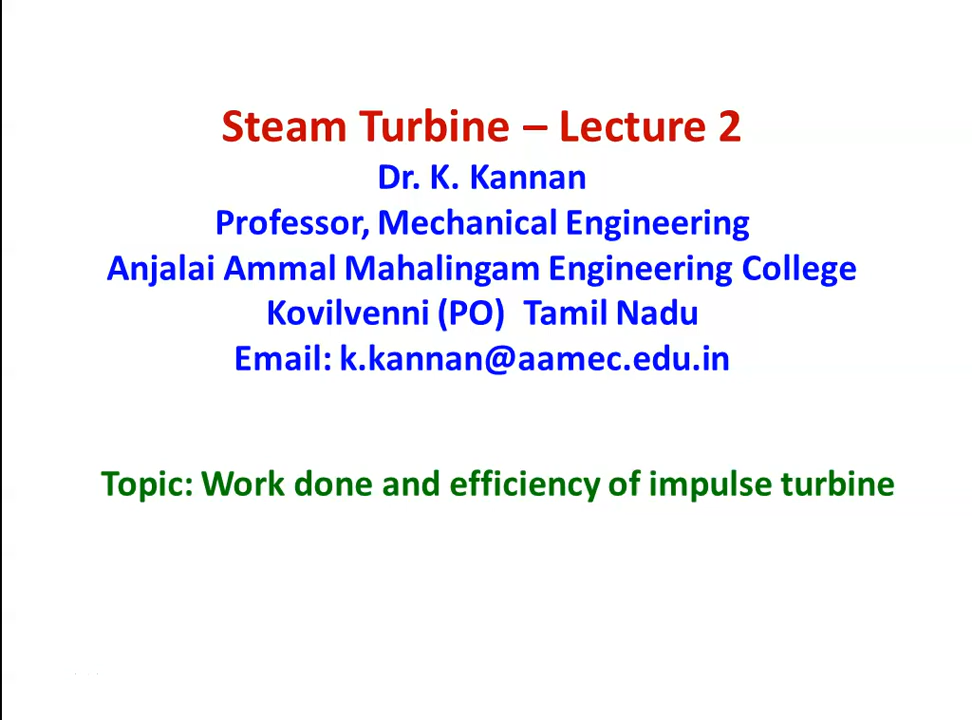 Steam Turbine – Lecture 2
Dr. K. Kannan
Professor, Mechanical Engineering
Anjalai Ammal Mahalingam Engineering College
Kovilvenni (PO) Tamil Nadu
Email: k.kannan@aamec.edu.in
Topic: Work done and efficiency of impulse turbine